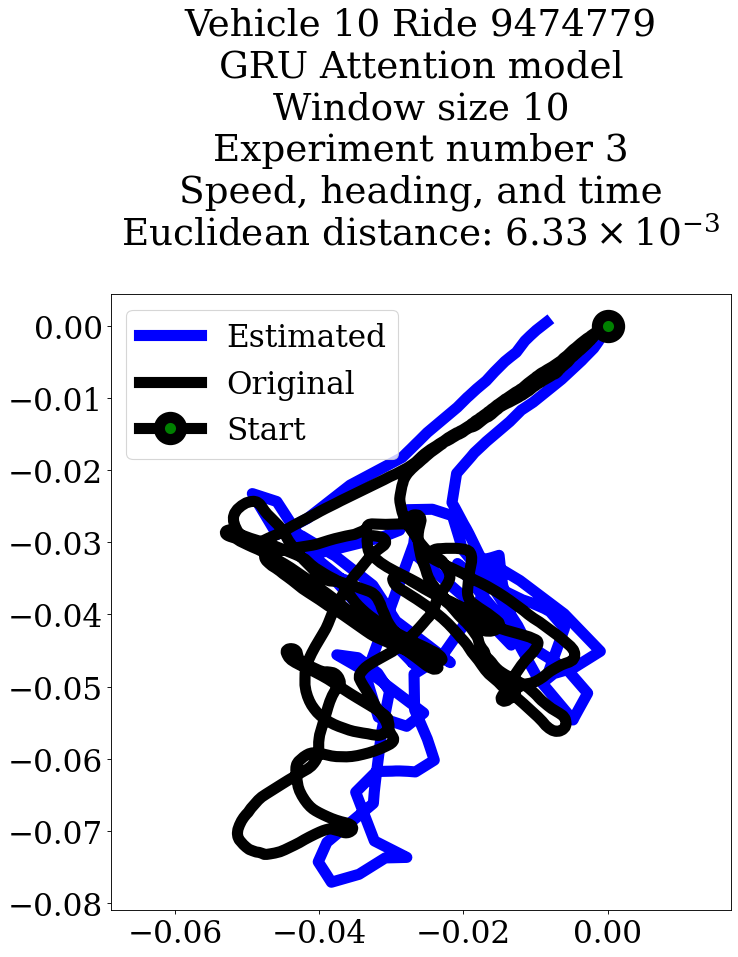 Vehicle 10 Ride 9474779
GRU Attention model
Window size 10
Experiment number 3
Speed, heading, and time
Euclidean distance: 6.33 × 10⁻³
Estimated
Original
Start
0.00
−0.01
−0.02
−0.03
−0.04
−0.05
−0.06
−0.07
−0.08
−0.06 −0.04 −0.02 0.00